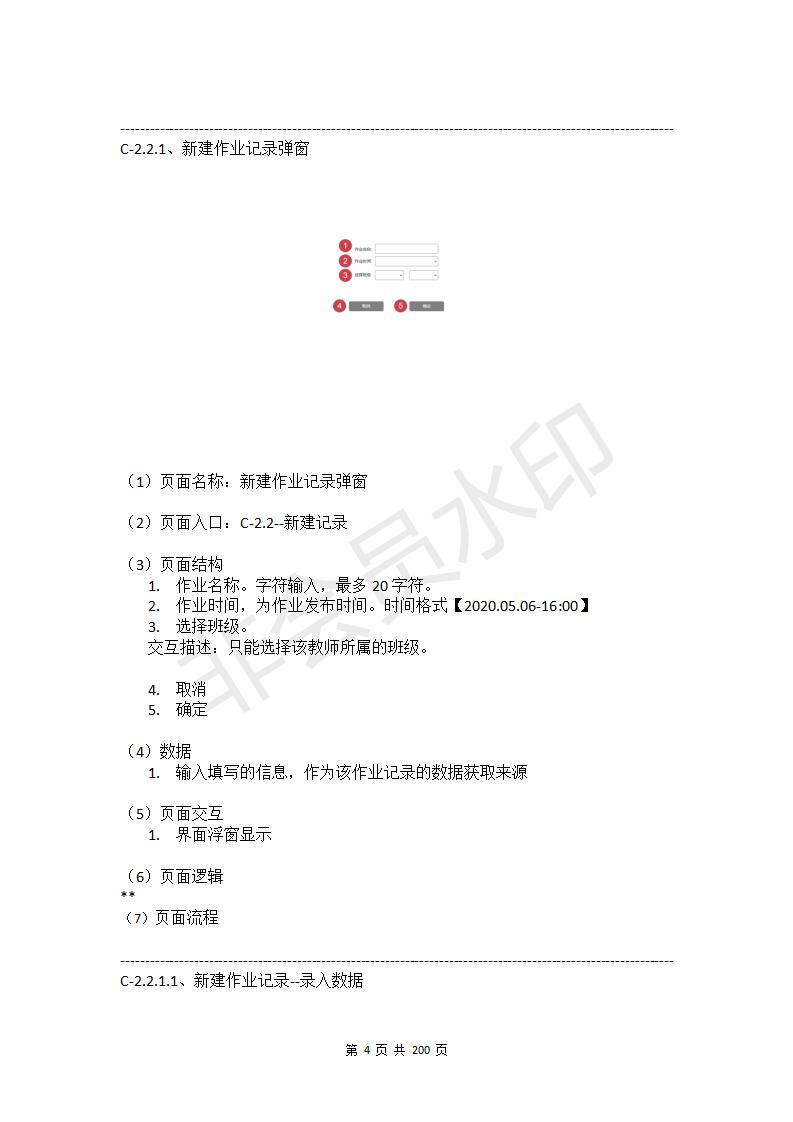 C-2.2.1、新建作业记录弹窗
1 作业名称:
2 作业时间:
3 选择班级:
4 取消 5 确定
非会员水印
（1）页面名称：新建作业记录弹窗
（2）页面入口：C-2.2--新建记录
（3）页面结构
1. 作业名称。字符输入，最多 20 字符。
2. 作业时间，为作业发布时间。时间格式【2020.05.06-16:00】
3. 选择班级。
交互描述：只能选择该教师所属的班级。
4. 取消
5. 确定
（4）数据
1. 输入填写的信息，作为该作业记录的数据获取来源
（5）页面交互
1. 界面浮窗显示
（6）页面逻辑
**
（7）页面流程
C-2.2.1.1、新建作业记录--录入数据
第 4 页 共 200 页